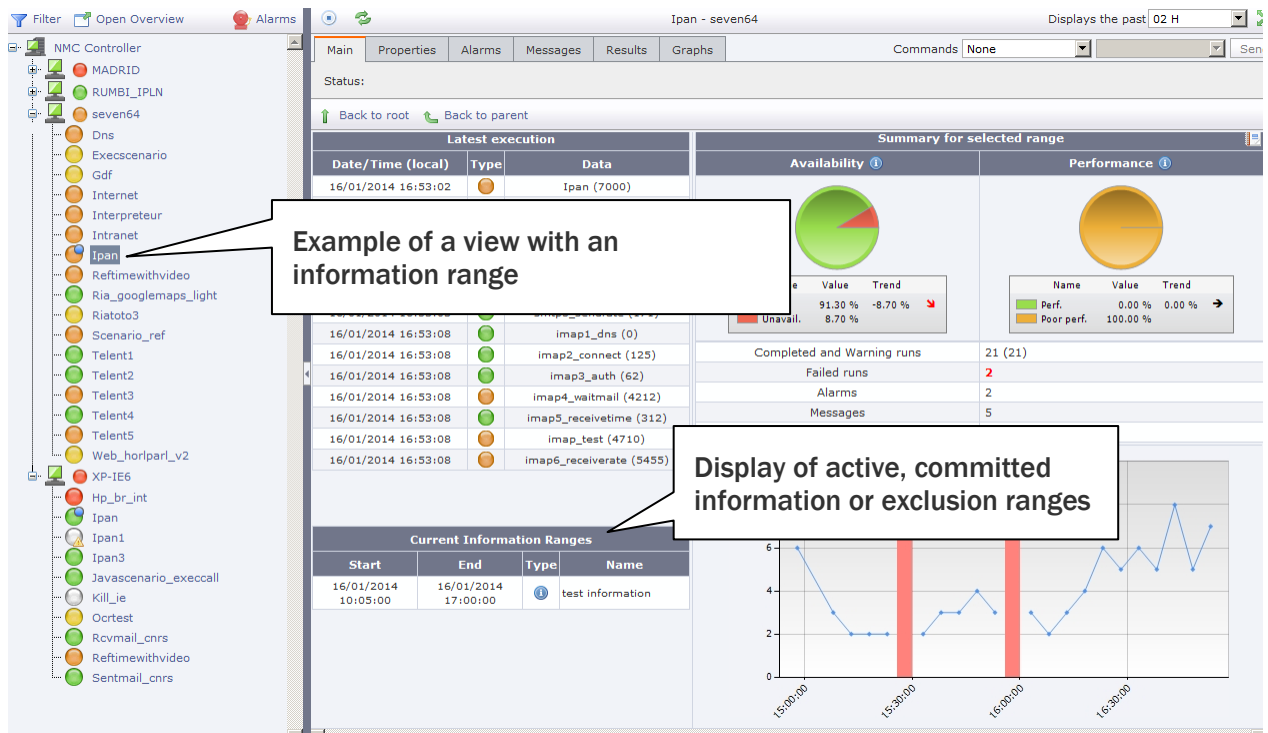 Filter Open Overview Alarms
Ipan - seven64
Displays the past 02 H
NMC Controller
MADRID
RUMBI_IPLN
seven64
Dns
Execscenario
Gdf
Internet
Interpreteur
Intranet
Ipan
Reftimewithvideo
Ria_googlemaps_light
Riatoto3
Scenario_ref
Telent1
Telent2
Telent3
Telent4
Telent5
Web_horlparl_v2
XP-IE6
Hp_br_int
Ipan
Ipan1
Ipan3
Javascenario_execcall
Kill_ie
Ocrtest
Rcvmail_cnrs
Reftimewithvideo
Sentmail_cnrs
Main Properties Alarms Messages Results Graphs
Commands None
Status:
Back to root Back to parent
Latest execution
Date/Time (local) Type Data
16/01/2014 16:53:02 Ipan (7000)
Example of a view with an
information range
16/01/2014 16:53:08 imap1_dns (0)
16/01/2014 16:53:08 imap2_connect (125)
16/01/2014 16:53:08 imap3_auth (62)
16/01/2014 16:53:08 imap4_waitmail (4212)
16/01/2014 16:53:08 imap5_receivetime (312)
16/01/2014 16:53:08 imap_test (4710)
16/01/2014 16:53:08 imap6_receiverate (5455)
Summary for selected range
Availability Performance
Value Trend
91.30 % -8.70 %
Unavail. 8.70 %
Name Value Trend
Perf. 0.00 % 0.00 %
Poor perf. 100.00 %
Completed and Warning runs 21 (21)
Failed runs 2
Alarms 2
Messages 5
Display of active, committed
information or exclusion ranges
Current Information Ranges
Start End Type Name
16/01/2014 16/01/2014
10:05:00 17:00:00 test information
6
4
2
0
15:00:00 15:30:00 16:00:00 16:30:00